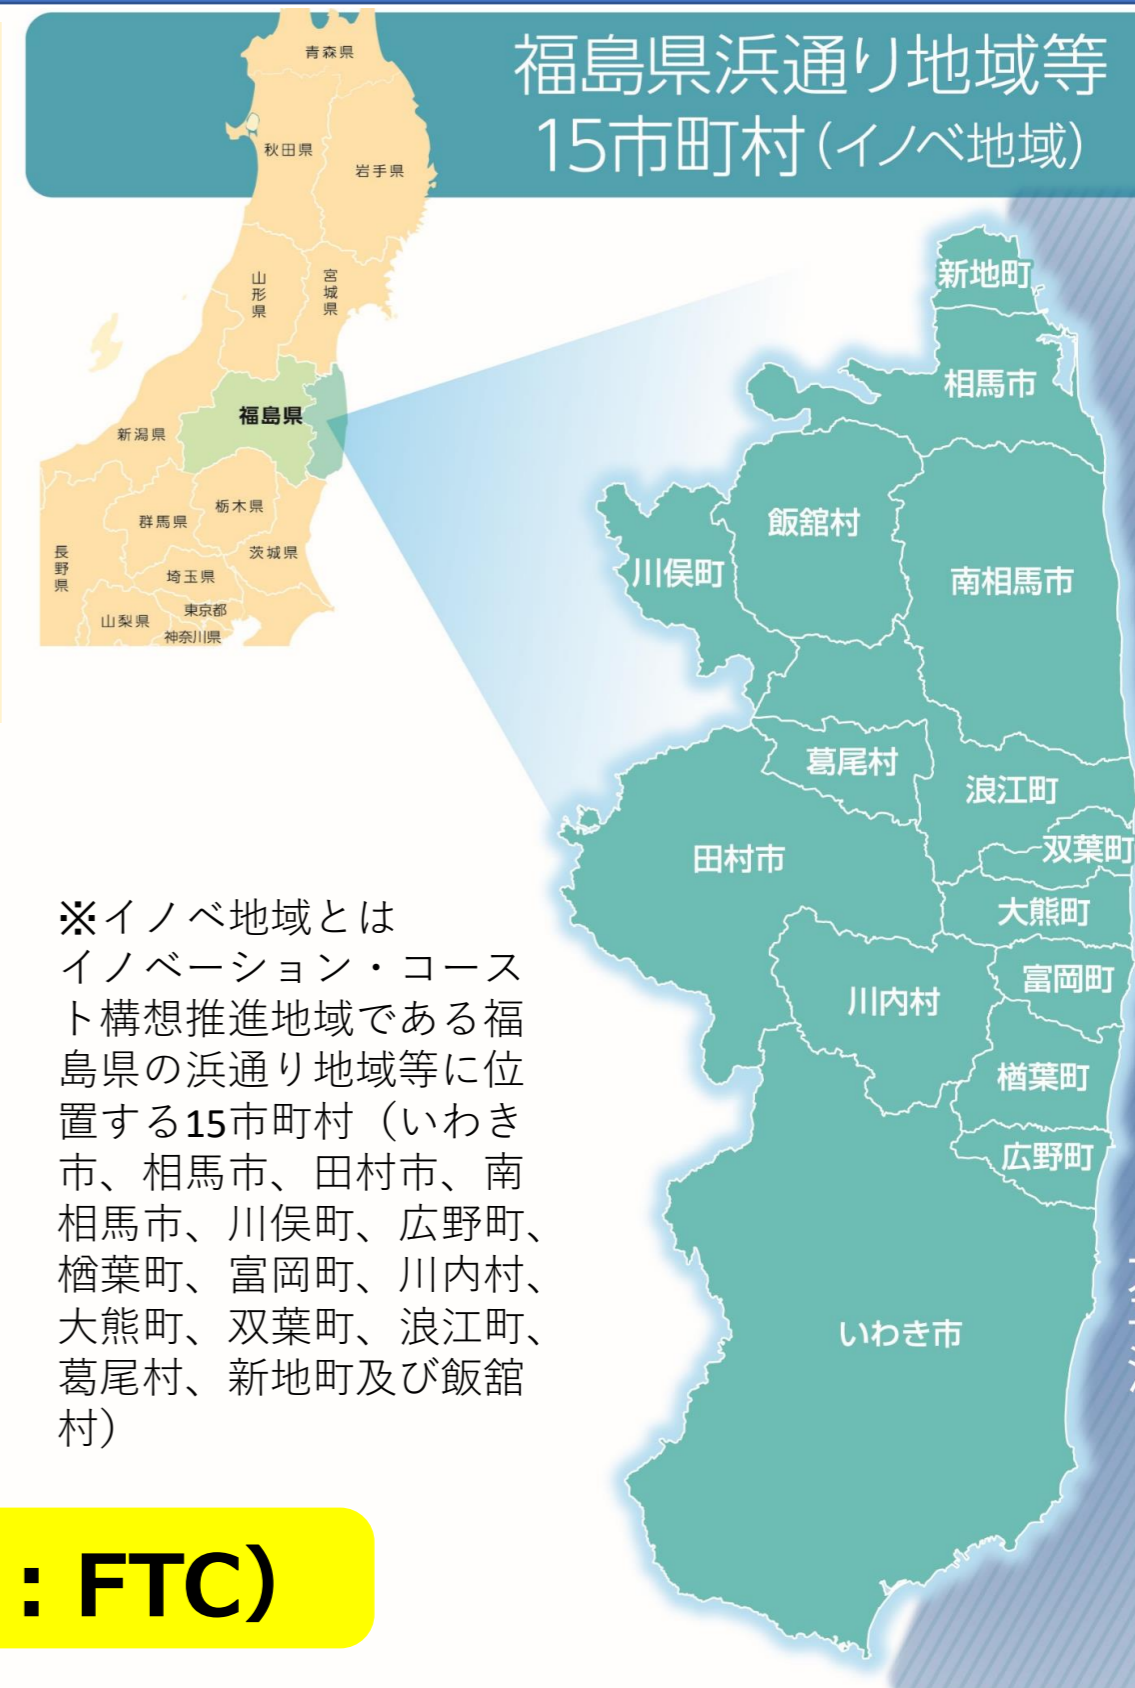 福島県浜通り地域等
15市町村（イノベ地域）
青森県
秋田県
岩手県
山形県
宮城県
福島県
新潟県
栃木県
群馬県
茨城県
長野県
埼玉県
東京都
山梨県
神奈川県
新地町
相馬市
飯舘村
川俣町
南相馬市
葛尾村
浪江町
双葉町
田村市
大熊町
富岡町
川内村
楢葉町
広野町
いわき市
※イノベ地域とは
イノベーション・コース
ト構想推進地域である福
島県の浜通り地域等に位
置する15市町村（いわき
市、相馬市、田村市、南
相馬市、川俣町、広野町、
楢葉町、富岡町、川内村、
大熊町、双葉町、浪江町、
葛尾村、新地町及び飯舘
村）
：FTC）